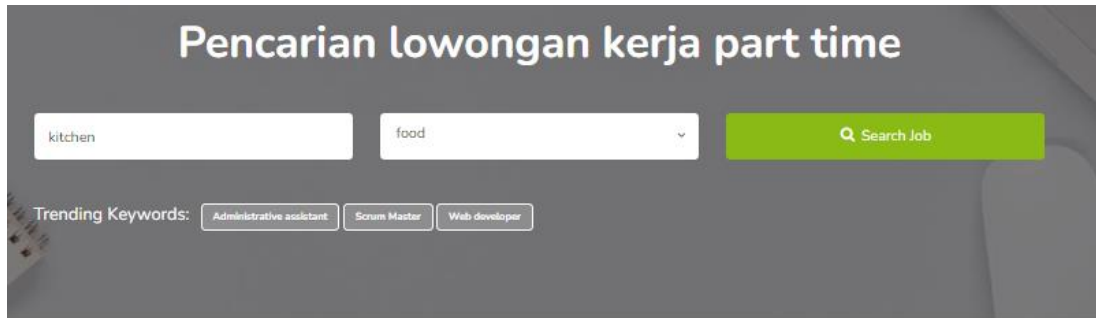 Pencarian lowongan kerja part time
kitchen
food
Search Job
Trending Keywords:
Administrative assistant
Scrum Master
Web developer